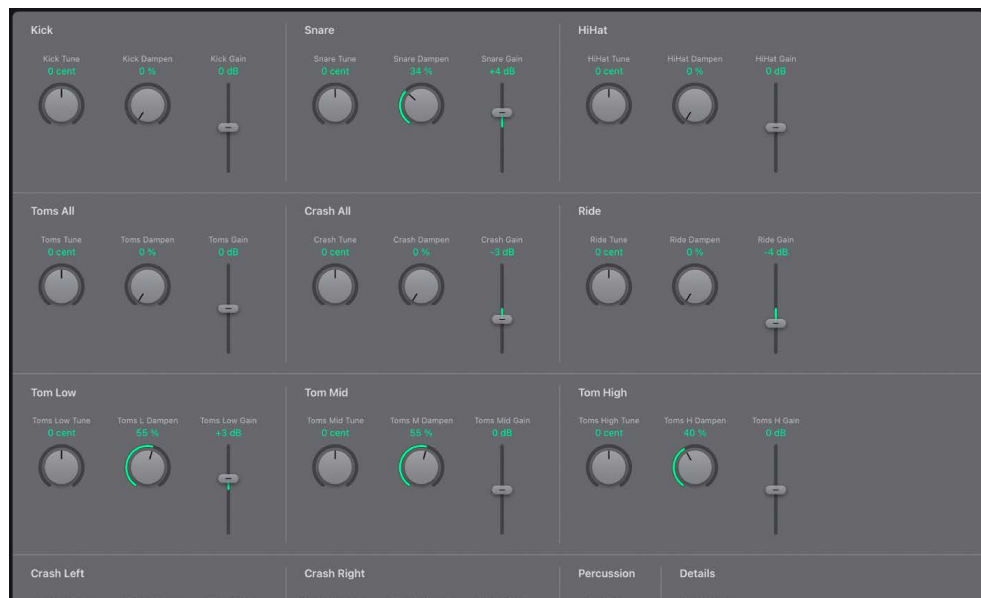 Kick
Snare
HiHat
Kick Tune Kick Dampen Kick Gain
0 cent 0 % 0 dB
Snare Tune Snare Dampen Snare Gain
0 cent 34 % +4 dB
HiHat Tune HiHat Dampen HiHat Gain
0 cent 0 % 0 dB
Toms All
Crash All
Ride
Toms Tune Toms Dampen Toms Gain
0 cent 0 % 0 dB
Crash Tune Crash Dampen Crash Gain
0 cent 0 % -3 dB
Ride Tune Ride Dampen Ride Gain
0 cent 0 % -4 dB
Tom Low
Tom Mid
Tom High
Toms Low Tune Toms L Dampen Toms Low Gain
0 cent 55 % +3 dB
Toms Mid Tune Toms M Dampen Toms Mid Gain
0 cent 55 % 0 dB
Toms High Tune Toms H Dampen Toms H Gain
0 cent 40 % 0 dB
Crash Left
Crash Right
Percussion
Details